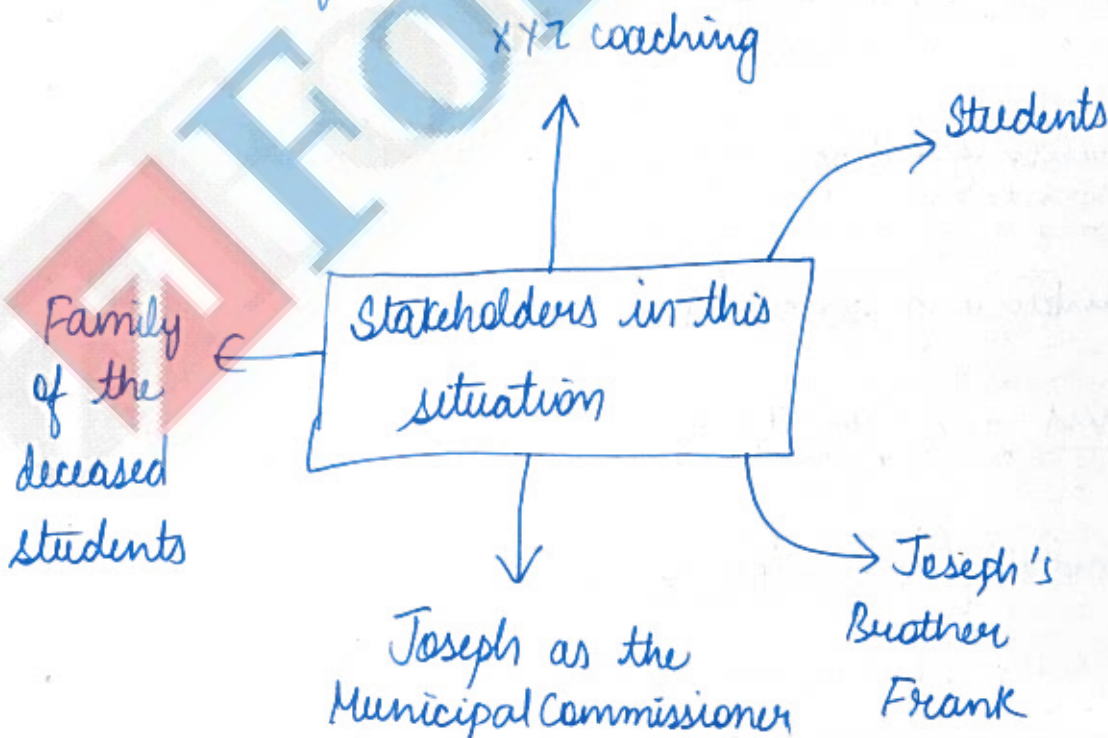 XYZ coaching
Students
Stakeholders in this
situation
Family
of the
deceased
students
Joseph as the
Municipal Commissioner
Joseph's
Brother
Frank